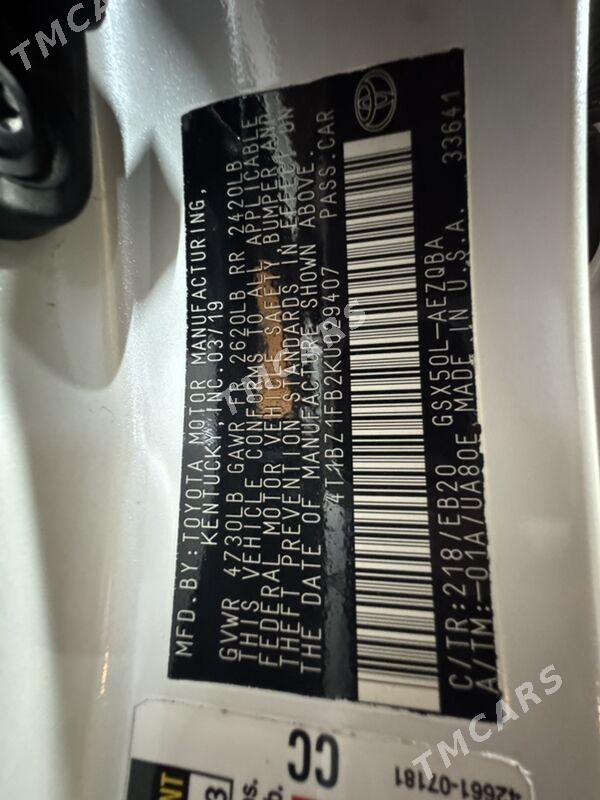 MFD. BY: TOYOTA MOTOR MANUFACTURING,
KENTUCKY, INC. 03/19
GVWR 4730LB GAWR FR 2620LB RR 2420LB
THIS VEHICLE CONFORMS TO ALL APPLICABLE
FEDERAL MOTOR VEHICLE SAFETY, BUMPER, AND
THEFT PREVENTION STANDARDS IN EFFECT ON
THE DATE OF MANUFACTURE SHOWN ABOVE.
4T1BZ1FB2KU029407 PASS.CAR
C/TR:218/EB20 GSX50L-AEZQBA
A/TM:-01A/UA80E MADE IN U.S.A. 33641
CC
42661-07181
TMCARS
TMCARS
TMCARS
TMCARS